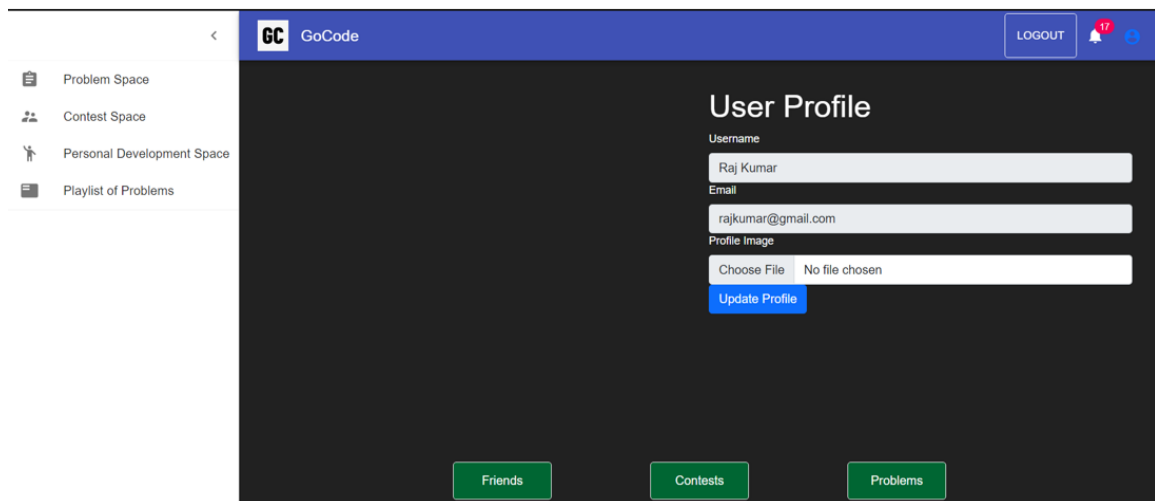 GC GoCode LOGOUT 17
Problem Space
Contest Space
Personal Development Space
Playlist of Problems
User Profile
Username
Raj Kumar
Email
rajkumar@gmail.com
Profile Image
Choose File No file chosen
Update Profile
Friends Contests Problems